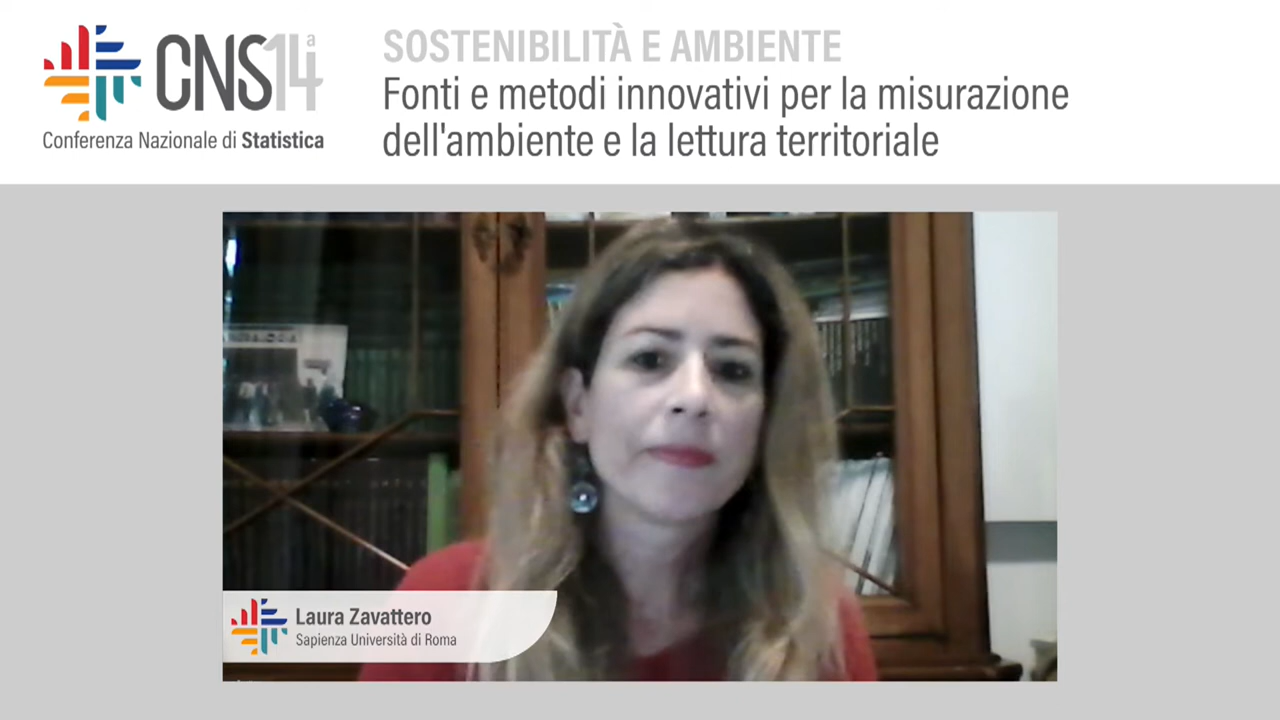 CNS14ª
Conferenza Nazionale di Statistica
SOSTENIBILITÀ E AMBIENTE
Fonti e metodi innovativi per la misurazione
dell'ambiente e la lettura territoriale
Laura Zavattero
Sapienza Università di Roma